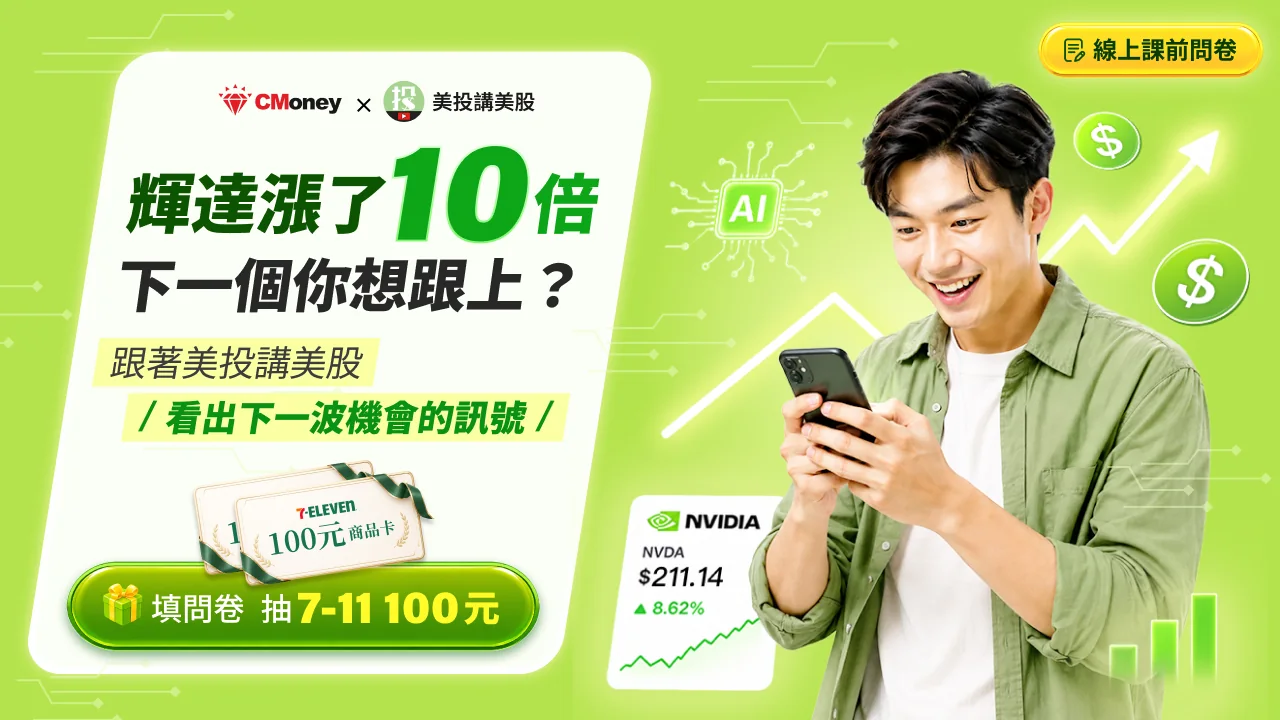 線上課前問卷
CMoney × 投 美投講美股
輝達漲了10倍
下一個你想跟上？
跟著美投講美股
/ 看出下一波機會的訊號 /
7-ELEVEN
100元 商品卡
1
填問卷 抽7-11 100元
AI
$
$
NVIDIA
NVDA
$211.14
▲ 8.62%